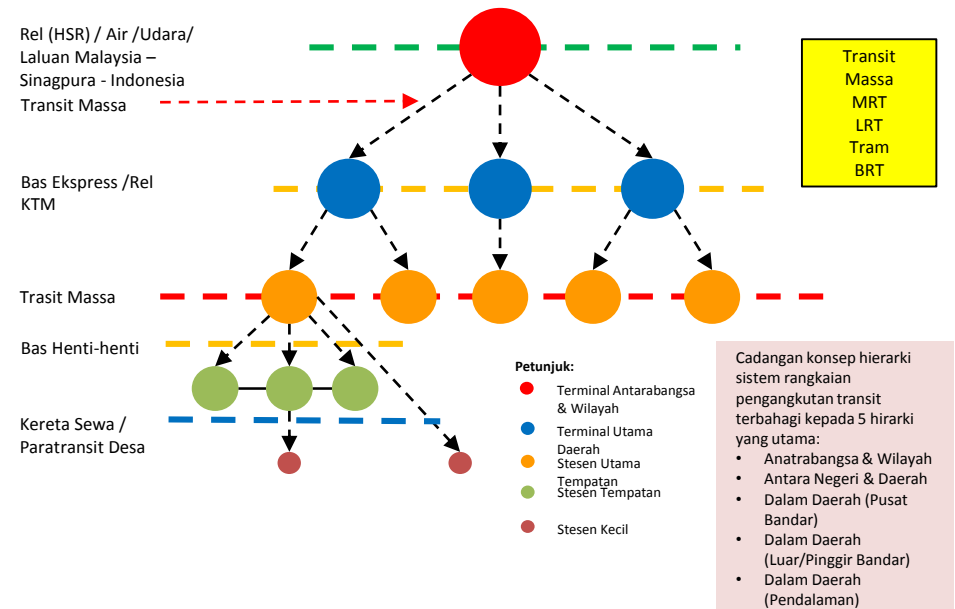 Rel (HSR) / Air /Udara/
Laluan Malaysia –
Sinagpura - Indonesia
Transit Massa
Bas Ekspress /Rel
KTM
Trasit Massa
Bas Henti-henti
Kereta Sewa /
Paratransit Desa
Transit
Massa
MRT
LRT
Tram
BRT
Petunjuk:
Terminal Antarabangsa
& Wilayah
Terminal Utama
Daerah
Stesen Utama
Tempatan
Stesen Tempatan
Stesen Kecil
Cadangan konsep hierarki
sistem rangkaian
pengangkutan transit
terbahagi kepada 5 hirarki
yang utama:
• Anatrabangsa & Wilayah
• Antara Negeri & Daerah
• Dalam Daerah (Pusat
Bandar)
• Dalam Daerah
(Luar/Pinggir Bandar)
• Dalam Daerah
(Pendalaman)